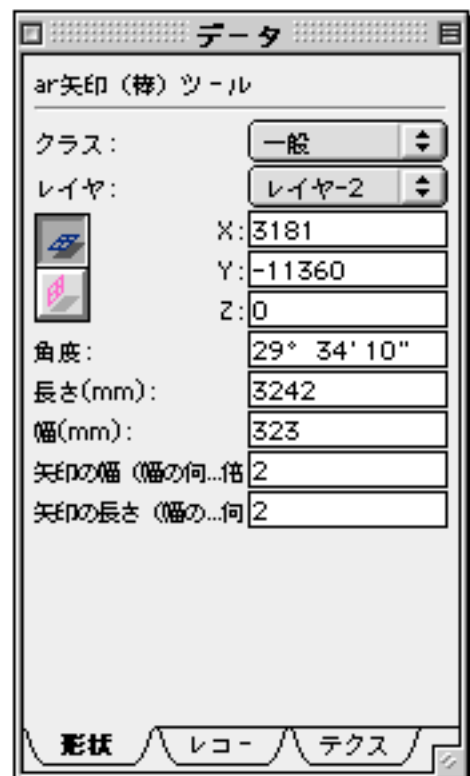 データ
ar矢印（棒）ツール
クラス: 一般
レイヤ: レイヤ-2
X: 3181
Y: -11360
Z: 0
角度: 29° 34' 10"
長さ(mm): 3242
幅(mm): 323
矢印の幅（幅の何...倍 2
矢印の長さ（幅の...何 2
形状 レコー テクス